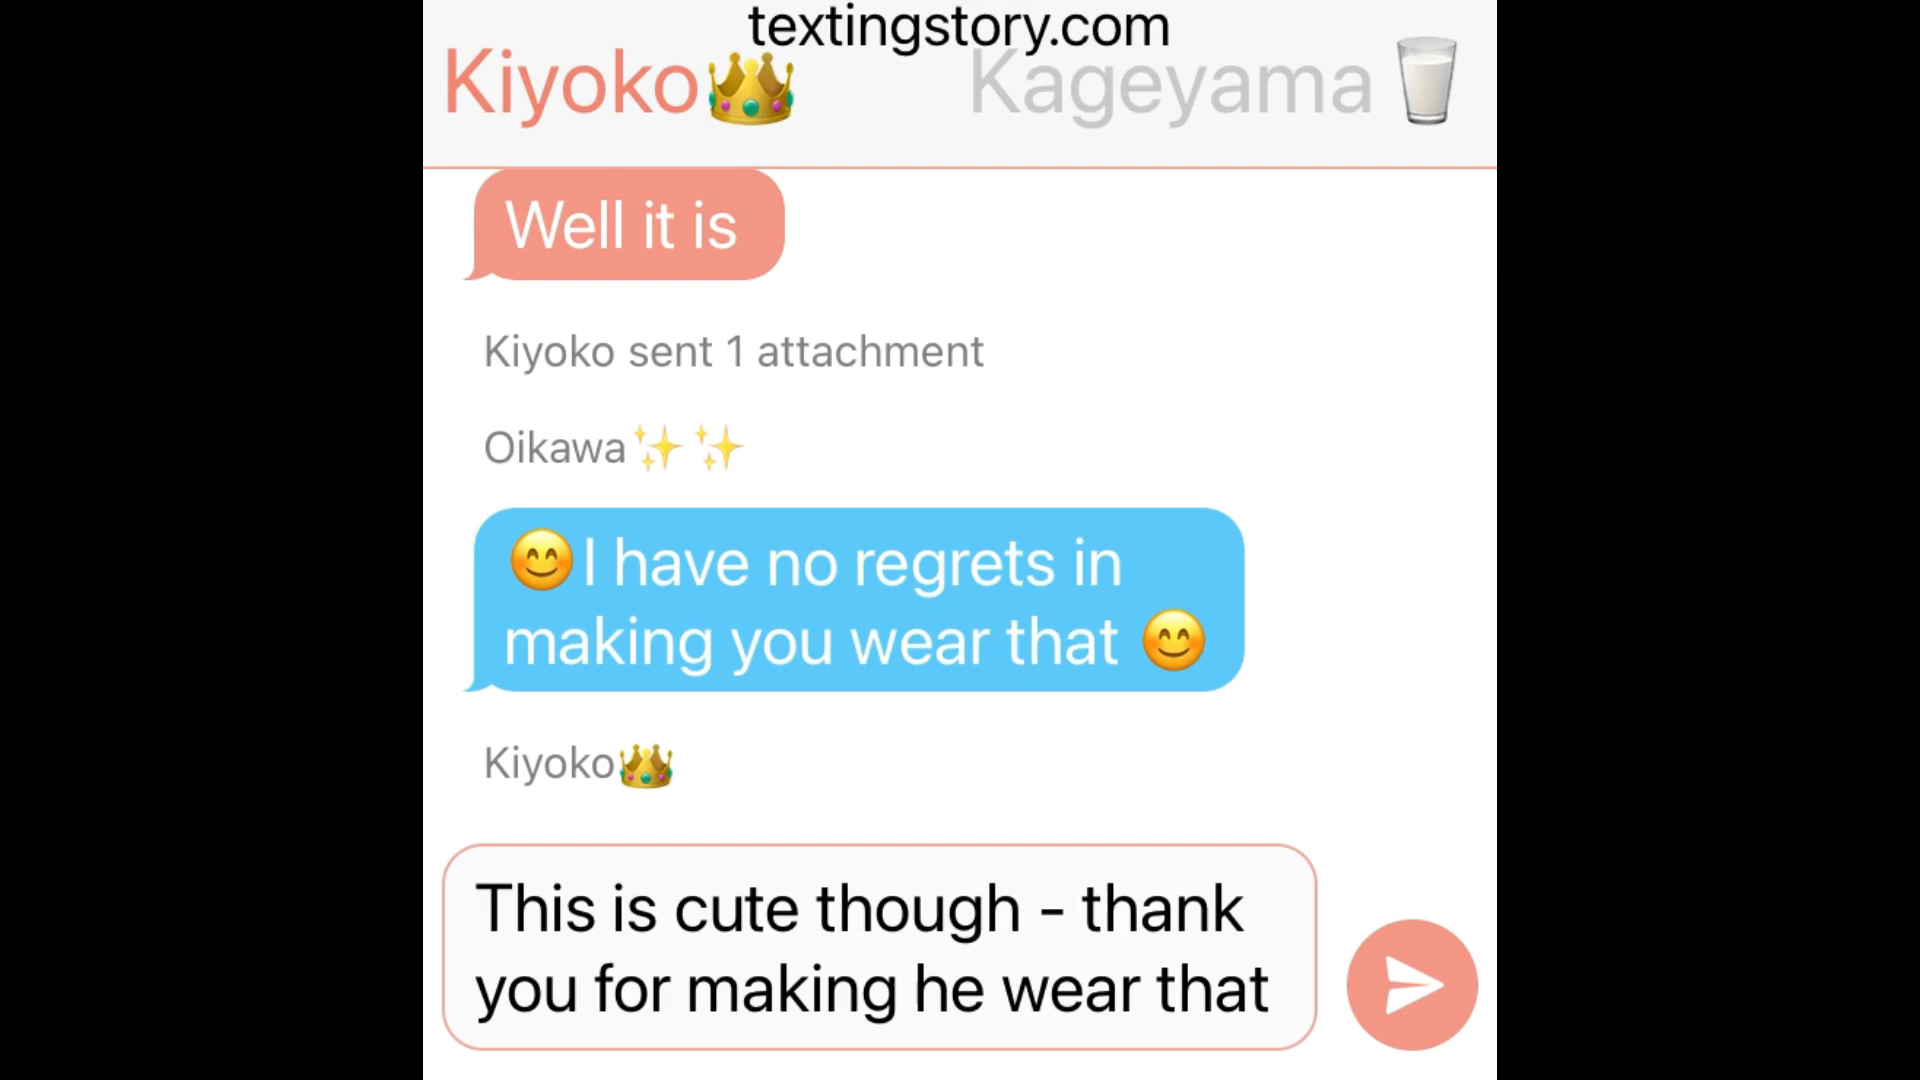 textingstory.com
Kiyoko👑 Kageyama🥛
Well it is
Kiyoko sent 1 attachment
Oikawa✨✨
😊I have no regrets in
making you wear that 😊
Kiyoko👑
This is cute though - thank
you for making he wear that